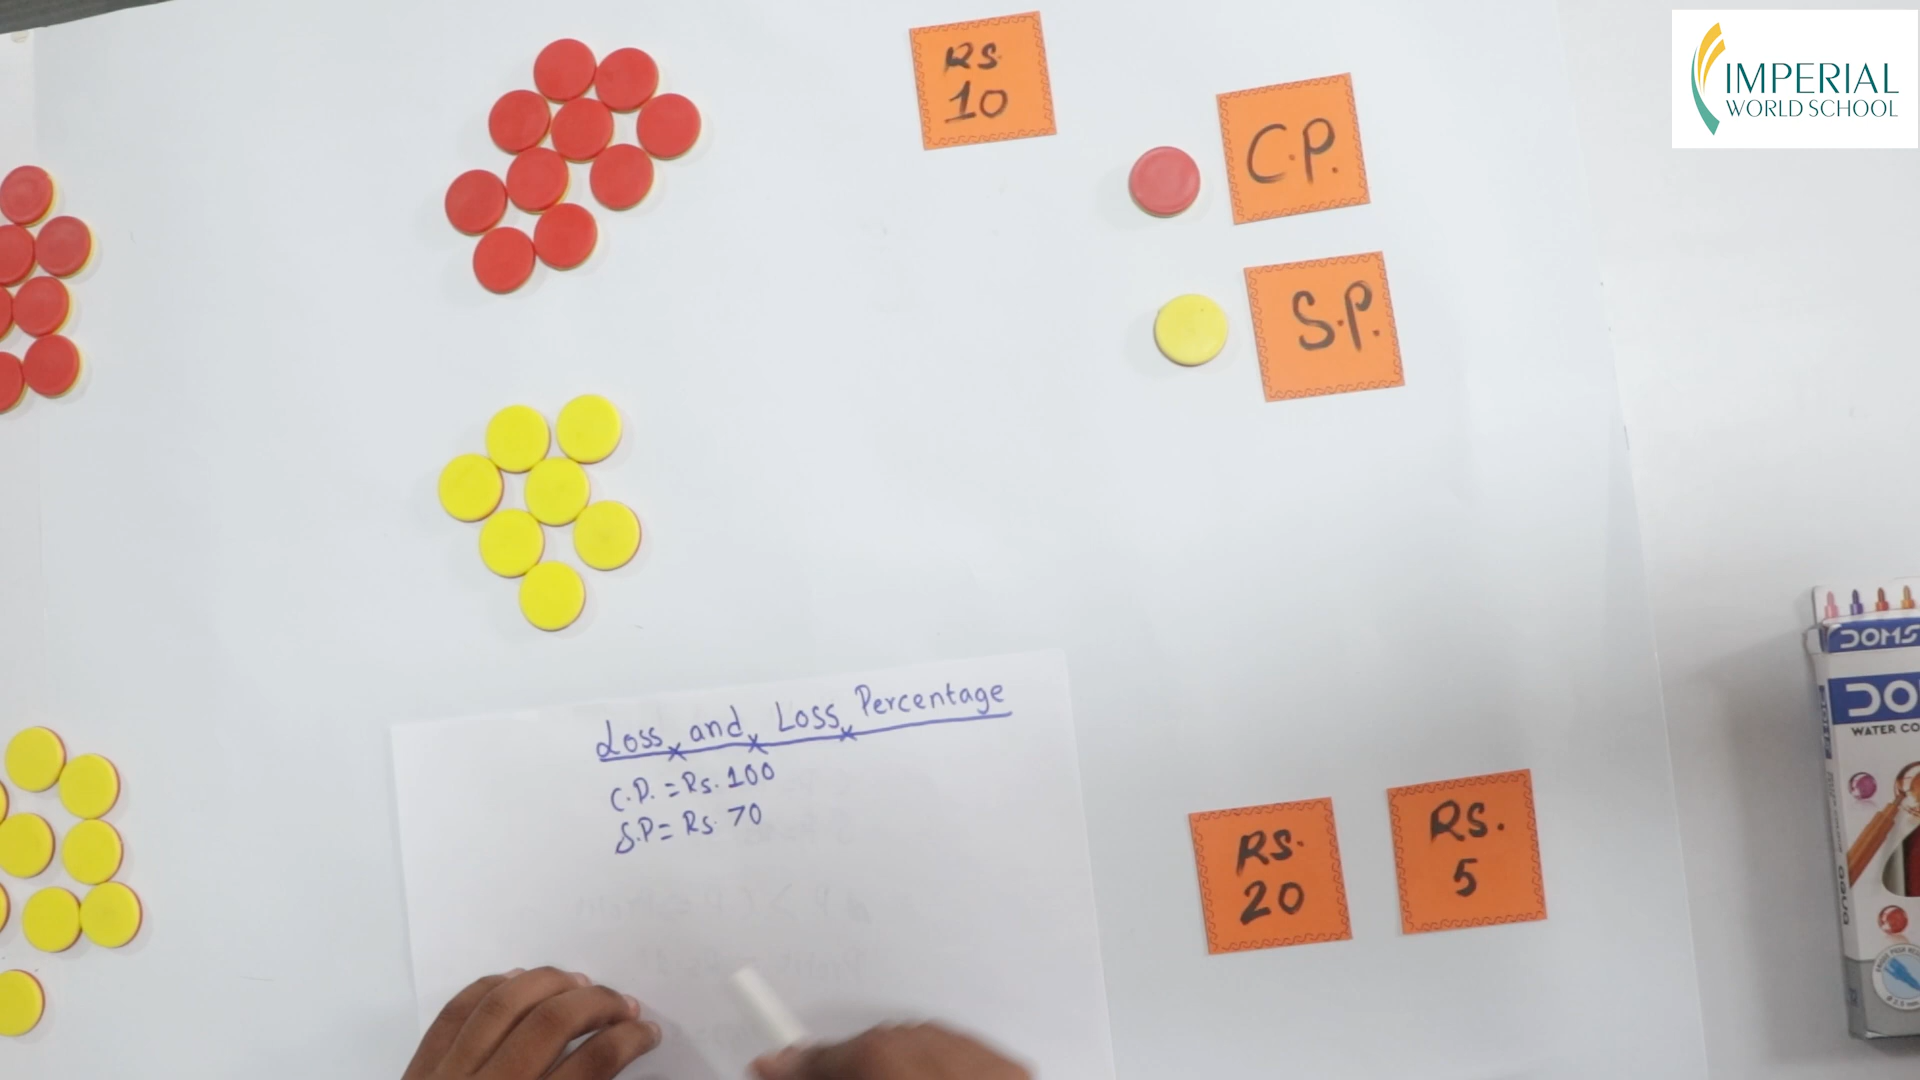 RS.
10
C.P.
S.P.
IMPERIAL
WORLD SCHOOL
Loss and Loss Percentage
C.P. = Rs. 100
S.P = Rs. 70
RS.
20
RS.
5
DOMS
WATER CO